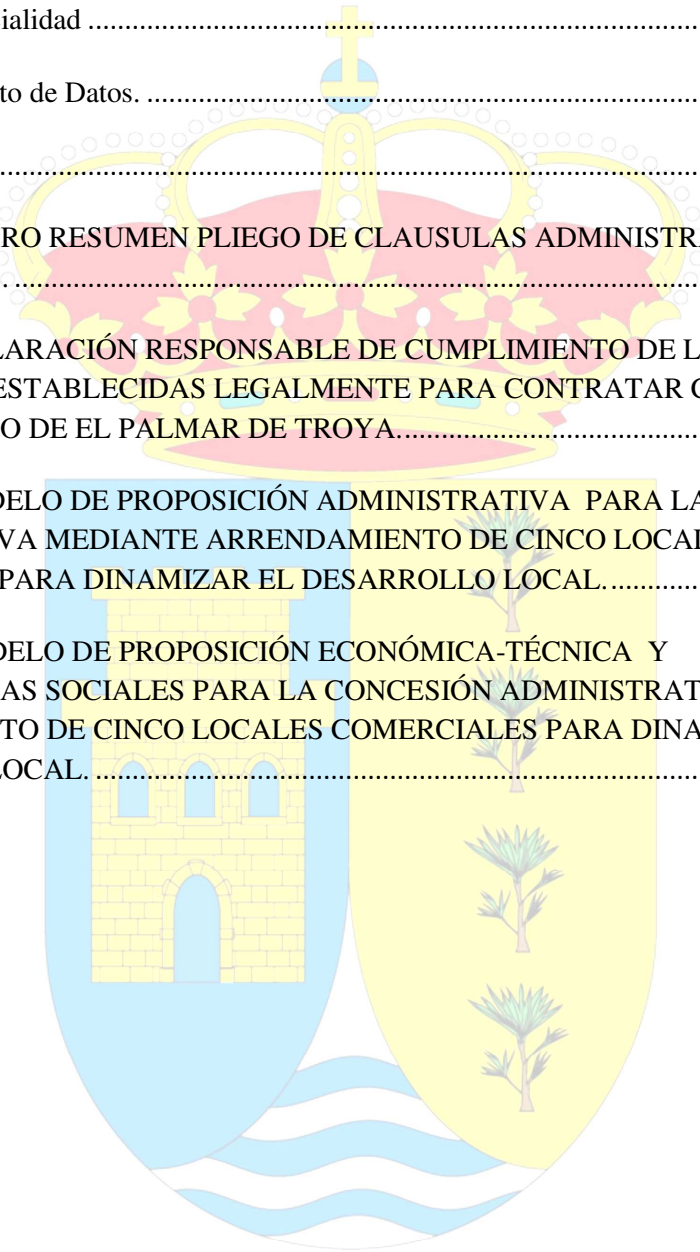 cialidad ..........................................................................................
to de Datos. ..................................................................................
.....................................................................................................
RO RESUMEN PLIEGO DE CLAUSULAS ADMINISTRA
. ...................................................................................................
LARACIÓN RESPONSABLE DE CUMPLIMIENTO DE L
ESTABLECIDAS LEGALMENTE PARA CONTRATAR C
O DE EL PALMAR DE TROYA. ...........................................
DELO DE PROPOSICIÓN ADMINISTRATIVA PARA LA
VA MEDIANTE ARRENDAMIENTO DE CINCO LOCAL
PARA DINAMIZAR EL DESARROLLO LOCAL. .............
DELO DE PROPOSICIÓN ECONÓMICA-TÉCNICA Y
AS SOCIALES PARA LA CONCESIÓN ADMINISTRAT
TO DE CINCO LOCALES COMERCIALES PARA DINA
LOCAL. .........................................................................................